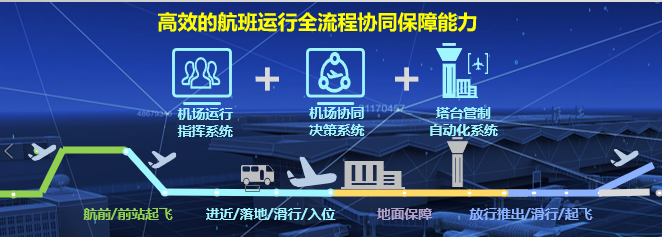 高效的航班运行全流程协同保障能力
机场运行
指挥系统
机场协同
决策系统
塔台管制
自动化系统
航前/前站起飞
进近/落地/滑行/入位
地面保障
放行推出/滑行/起飞